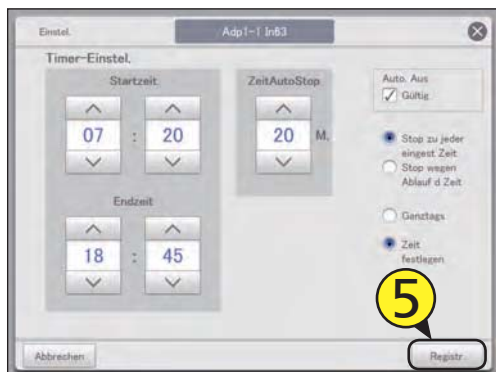 Einstel.
Adp1-1 In63
Timer-Einstel.
Startzeit
07 : 20
ZeitAutoStop
20 M.
Auto. Aus
Gültig
Stop zu jeder
eingest Zeit
Stop wegen
Ablauf d Zeit
Endzeit
18 : 45
Ganztags
Zeit
festlegen
5
Abbrechen
Registr.